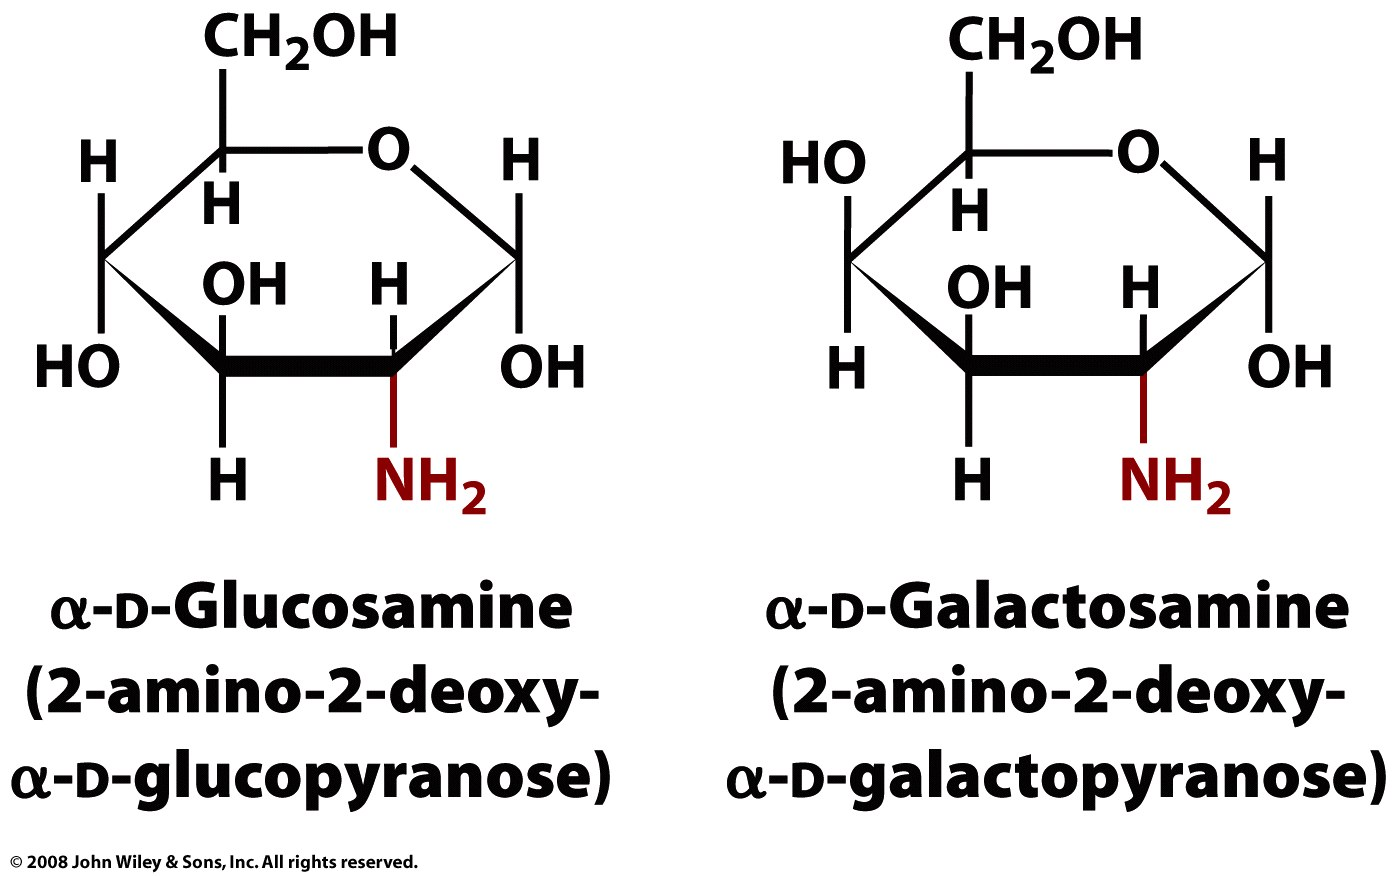 CH₂OH CH₂OH
H O H HO O H
H H
OH H OH H
HO OH H OH
H NH₂ H NH₂
α-D-Glucosamine α-D-Galactosamine
(2-amino-2-deoxy- (2-amino-2-deoxy-
α-D-glucopyranose) α-D-galactopyranose)
© 2008 John Wiley & Sons, Inc. All rights reserved.